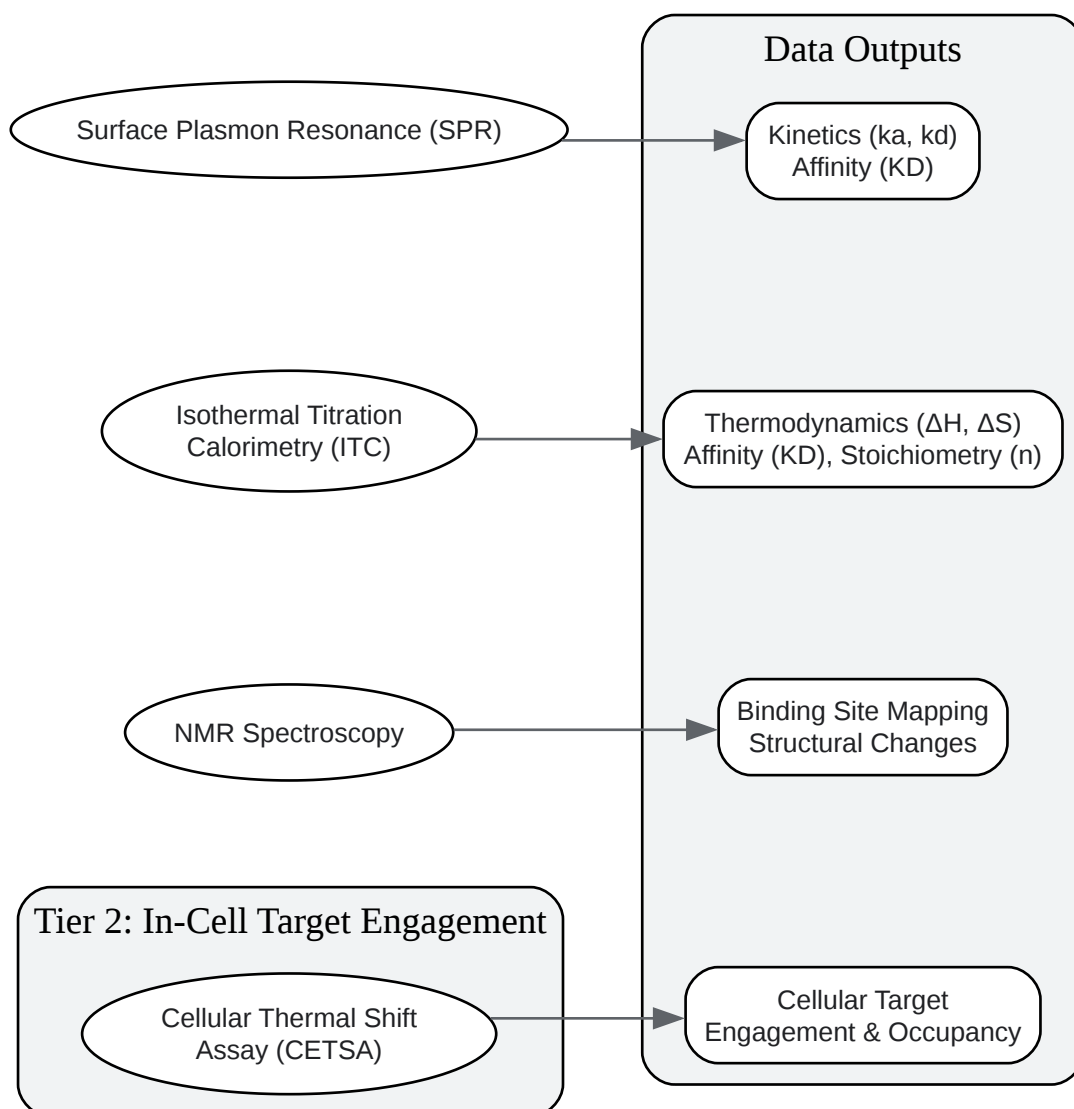 Data Outputs
Surface Plasmon Resonance (SPR)
Kinetics (ka, kd)
Affinity (KD)
Isothermal Titration
Calorimetry (ITC)
Thermodynamics (ΔH, ΔS)
Affinity (KD), Stoichiometry (n)
NMR Spectroscopy
Binding Site Mapping
Structural Changes
Tier 2: In-Cell Target Engagement
Cellular Thermal Shift
Assay (CETSA)
Cellular Target
Engagement & Occupancy